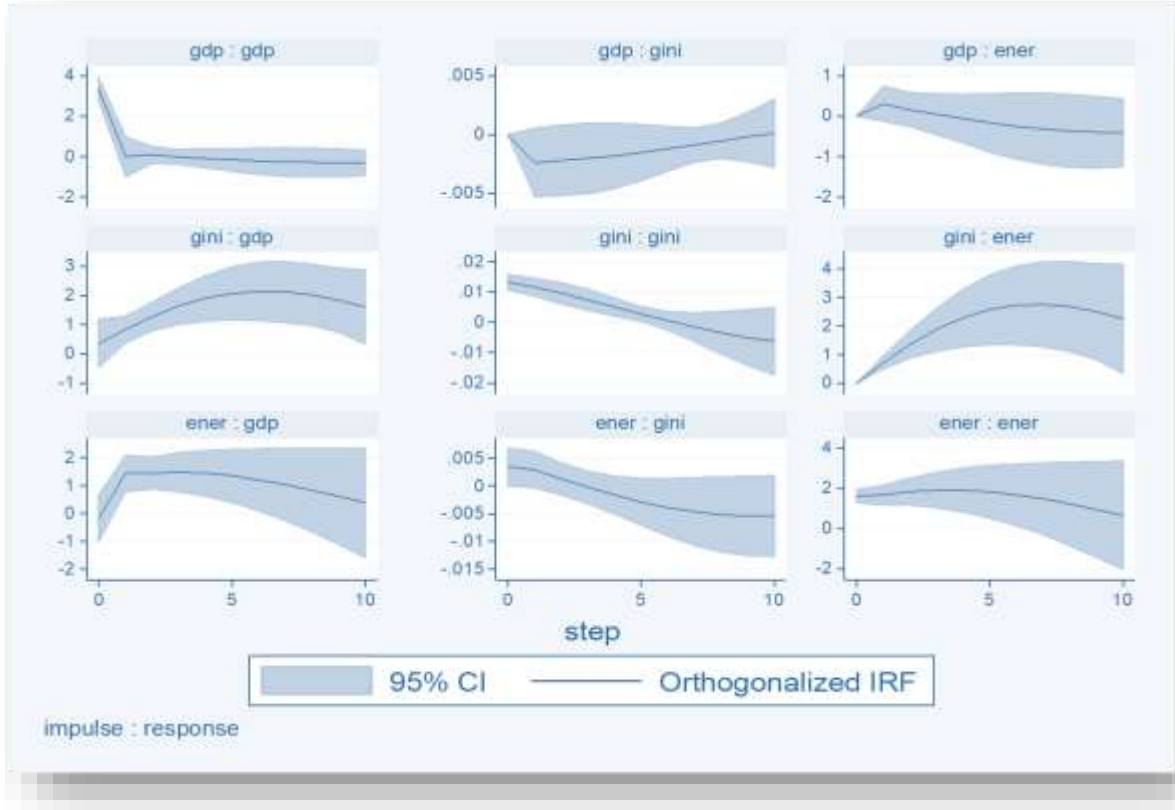 gdp : gdp
gdp : gini
gdp : ener
4
2
0
-2
.005
0
-.005
1
0
-1
-2
gini : gdp
gini : gini
gini : ener
3
2
1
0
-1
.02
.01
0
-.01
-.02
4
3
2
1
0
ener : gdp
ener : gini
ener : ener
2
1
0
-1
-2
.005
0
-.005
-.01
-.015
4
2
0
-2
0 5 10
0 5 10
0 5 10
step
95% CI Orthogonalized IRF
impulse : response